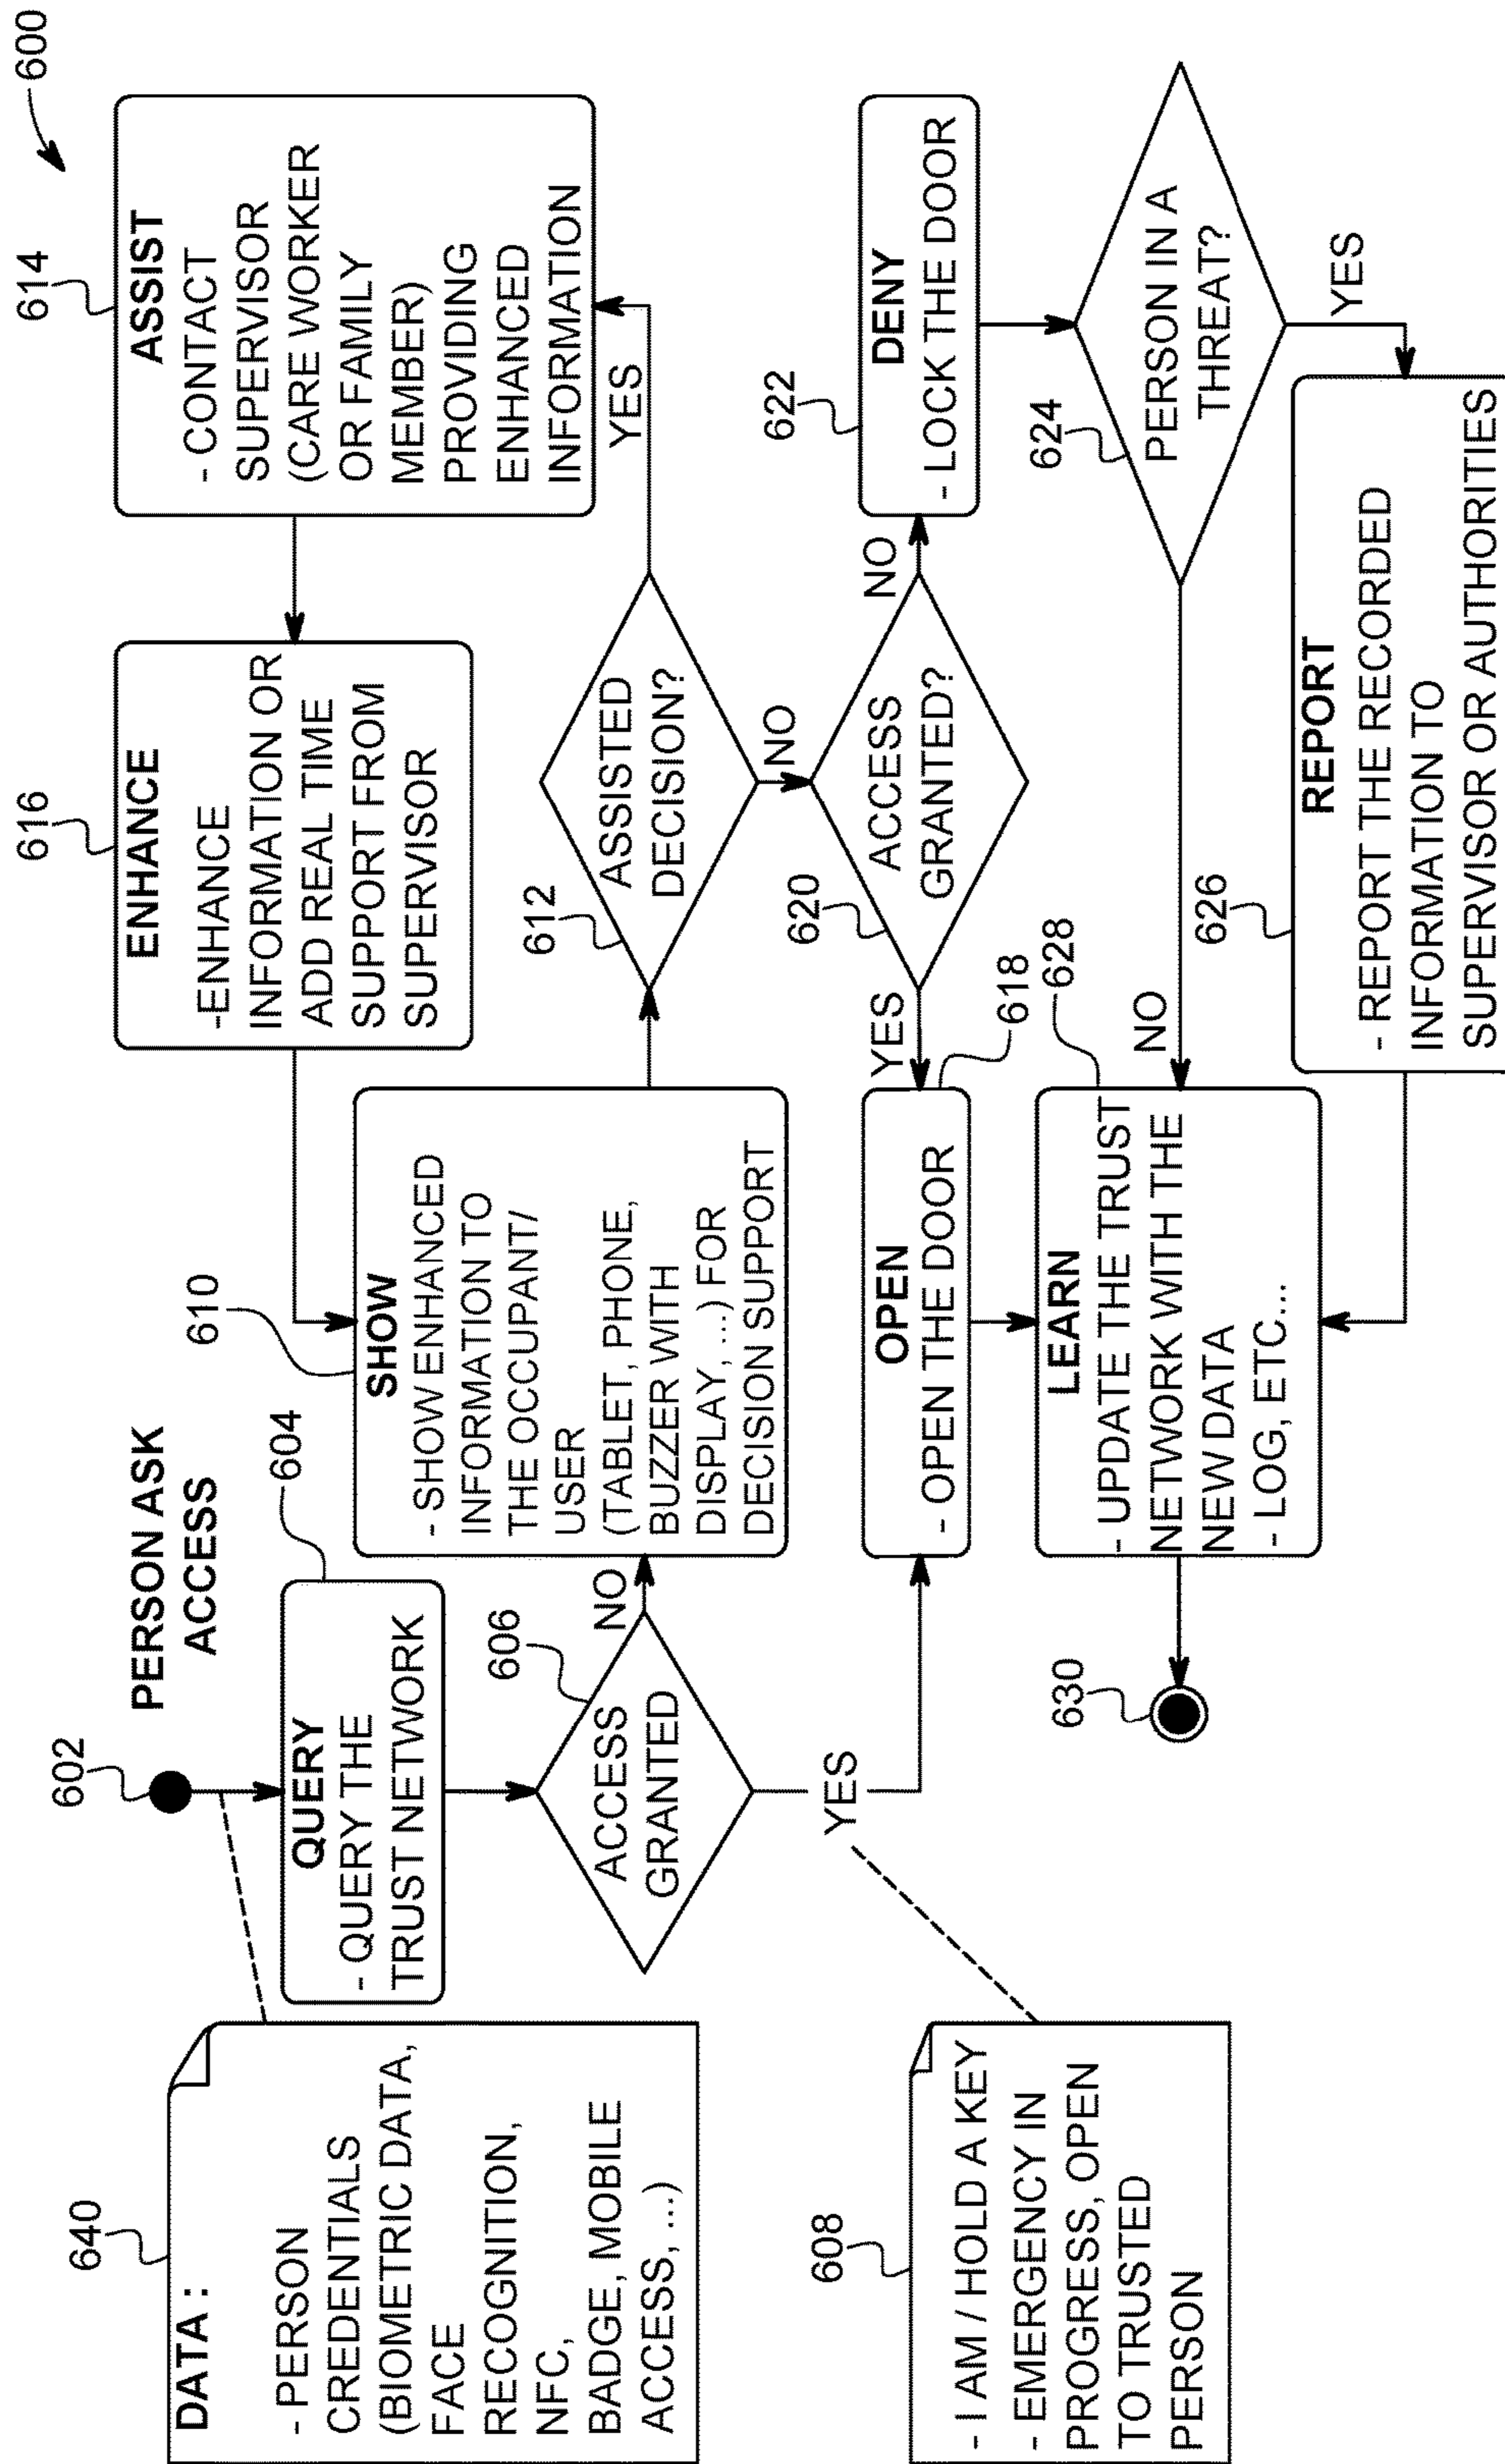 600
602
PERSON ASK
ACCESS
640
DATA :
- PERSON
CREDENTIALS
(BIOMETRIC DATA,
FACE
RECOGNITION,
NFC,
BADGE, MOBILE
ACCESS, ...)
604
QUERY
- QUERY THE
TRUST NETWORK
606
ACCESS
GRANTED
NO
YES
608
- I AM / HOLD A KEY
- EMERGENCY IN
PROGRESS, OPEN
TO TRUSTED
PERSON
610
SHOW
- SHOW ENHANCED
INFORMATION TO
THE OCCUPANT/
USER
(TABLET, PHONE,
BUZZER WITH
DISPLAY, ...) FOR
DECISION SUPPORT
616
ENHANCE
-ENHANCE
INFORMATION OR
ADD REAL TIME
SUPPORT FROM
SUPERVISOR
614
ASSIST
- CONTACT
SUPERVISOR
(CARE WORKER
OR FAMILY
MEMBER)
PROVIDING
ENHANCED
INFORMATION
612
ASSISTED
DECISION?
YES
NO
620
ACCESS
GRANTED?
YES
NO
618
OPEN
- OPEN THE DOOR
622
DENY
- LOCK THE DOOR
624
PERSON IN A
THREAT?
NO
YES
628
LEARN
- UPDATE THE TRUST
NETWORK WITH THE
NEW DATA
- LOG, ETC...
626
REPORT
- REPORT THE RECORDED
INFORMATION TO
SUPERVISOR OR AUTHORITIES
630